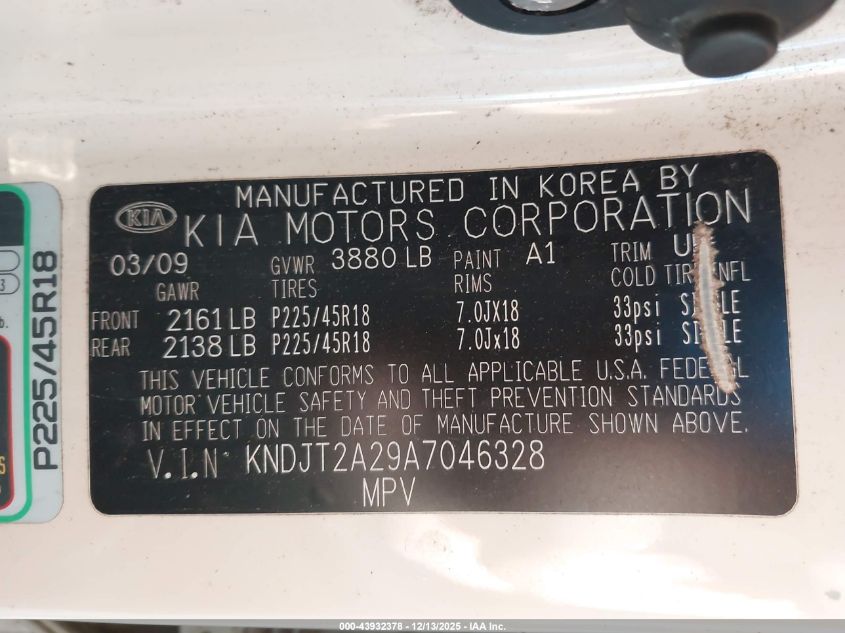 MANUFACTURED IN KOREA BY
KIA KIA MOTORS CORPORATION
03/09 GVWR 3880 LB PAINT A1 TRIM
GAWR TIRES RIMS COLD
FRONT 2161 LB P225/45R18 7.0JX18 33psi
REAR 2138 LB P225/45R18 7.0Jx18 33psi
THIS VEHICLE CONFORMS TO ALL APPLICABLE U.S.A.
MOTOR VEHICLE SAFETY AND THEFT PREVENTION STANDARDS
IN EFFECT ON THE DATE OF MANUFACTURE SHOWN ABOVE.
V.I.N KNDJT2A29A7046328
MPV
P225/45R18
000-43932378 - 12/13/2025 - IAA Inc.